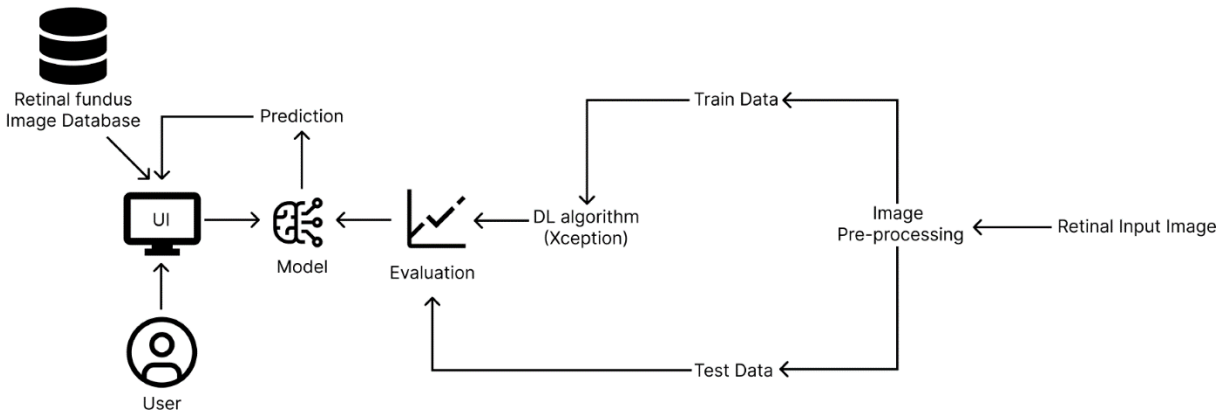 Retinal fundus
Image Database
Prediction
Train Data
UI
Model
Evaluation
DL algorithm
(Xception)
Image
Pre-processing
Retinal Input Image
Test Data
User